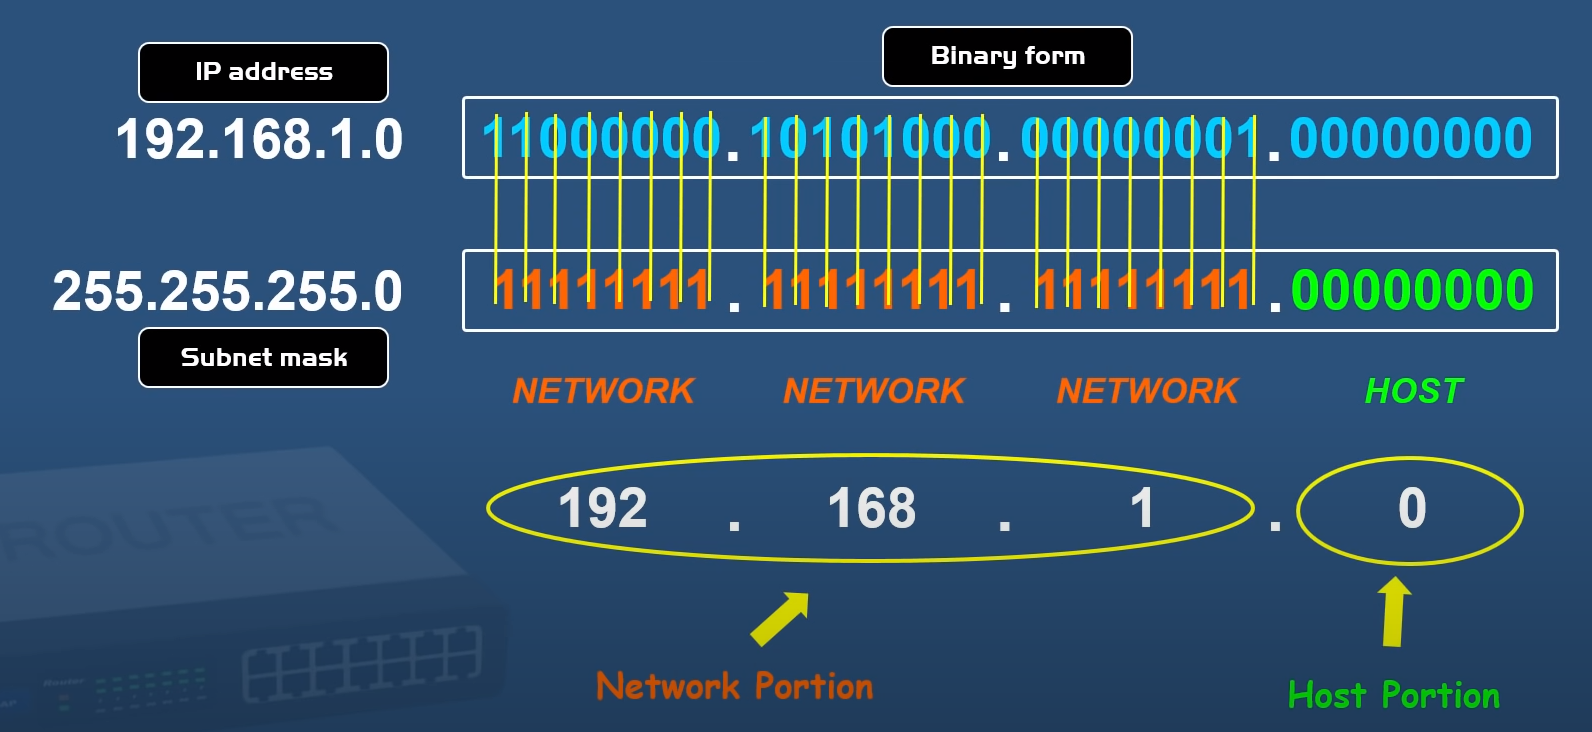 IP address
Binary form
192.168.1.0
11000000.10101000.00000001.00000000
255.255.255.0
11111111.11111111.11111111.00000000
Subnet mask
NETWORK NETWORK NETWORK HOST
192 . 168 . 1 . 0
ROUTER
Router
Network Portion
Host Portion